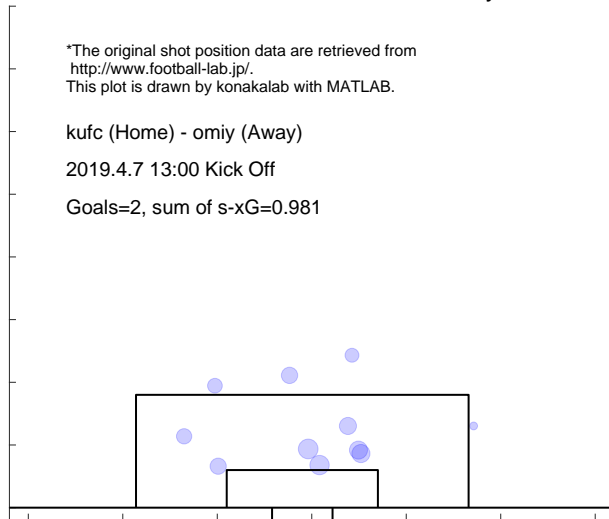 *The original shot position data are retrieved from
http://www.football-lab.jp/.
This plot is drawn by konakalab with MATLAB.
kufc (Home) - omiy (Away)
2019.4.7 13:00 Kick Off
Goals=2, sum of s-xG=0.981